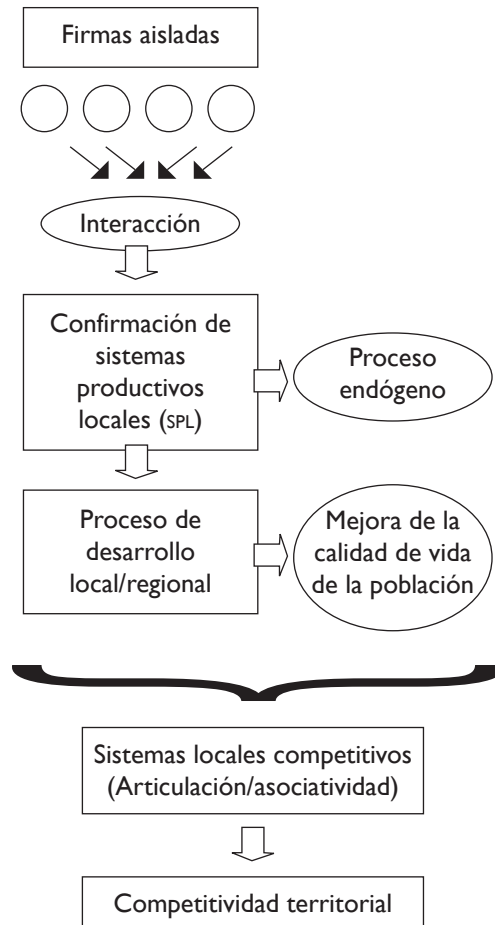 Firmas aisladas
Interacción
Confirmación de
sistemas
productivos
locales (SPL)
Proceso
endógeno
Proceso de
desarrollo
local/regional
Mejora de la
calidad de vida
de la población
Sistemas locales competitivos
(Articulación/asociatividad)
Competitividad territorial